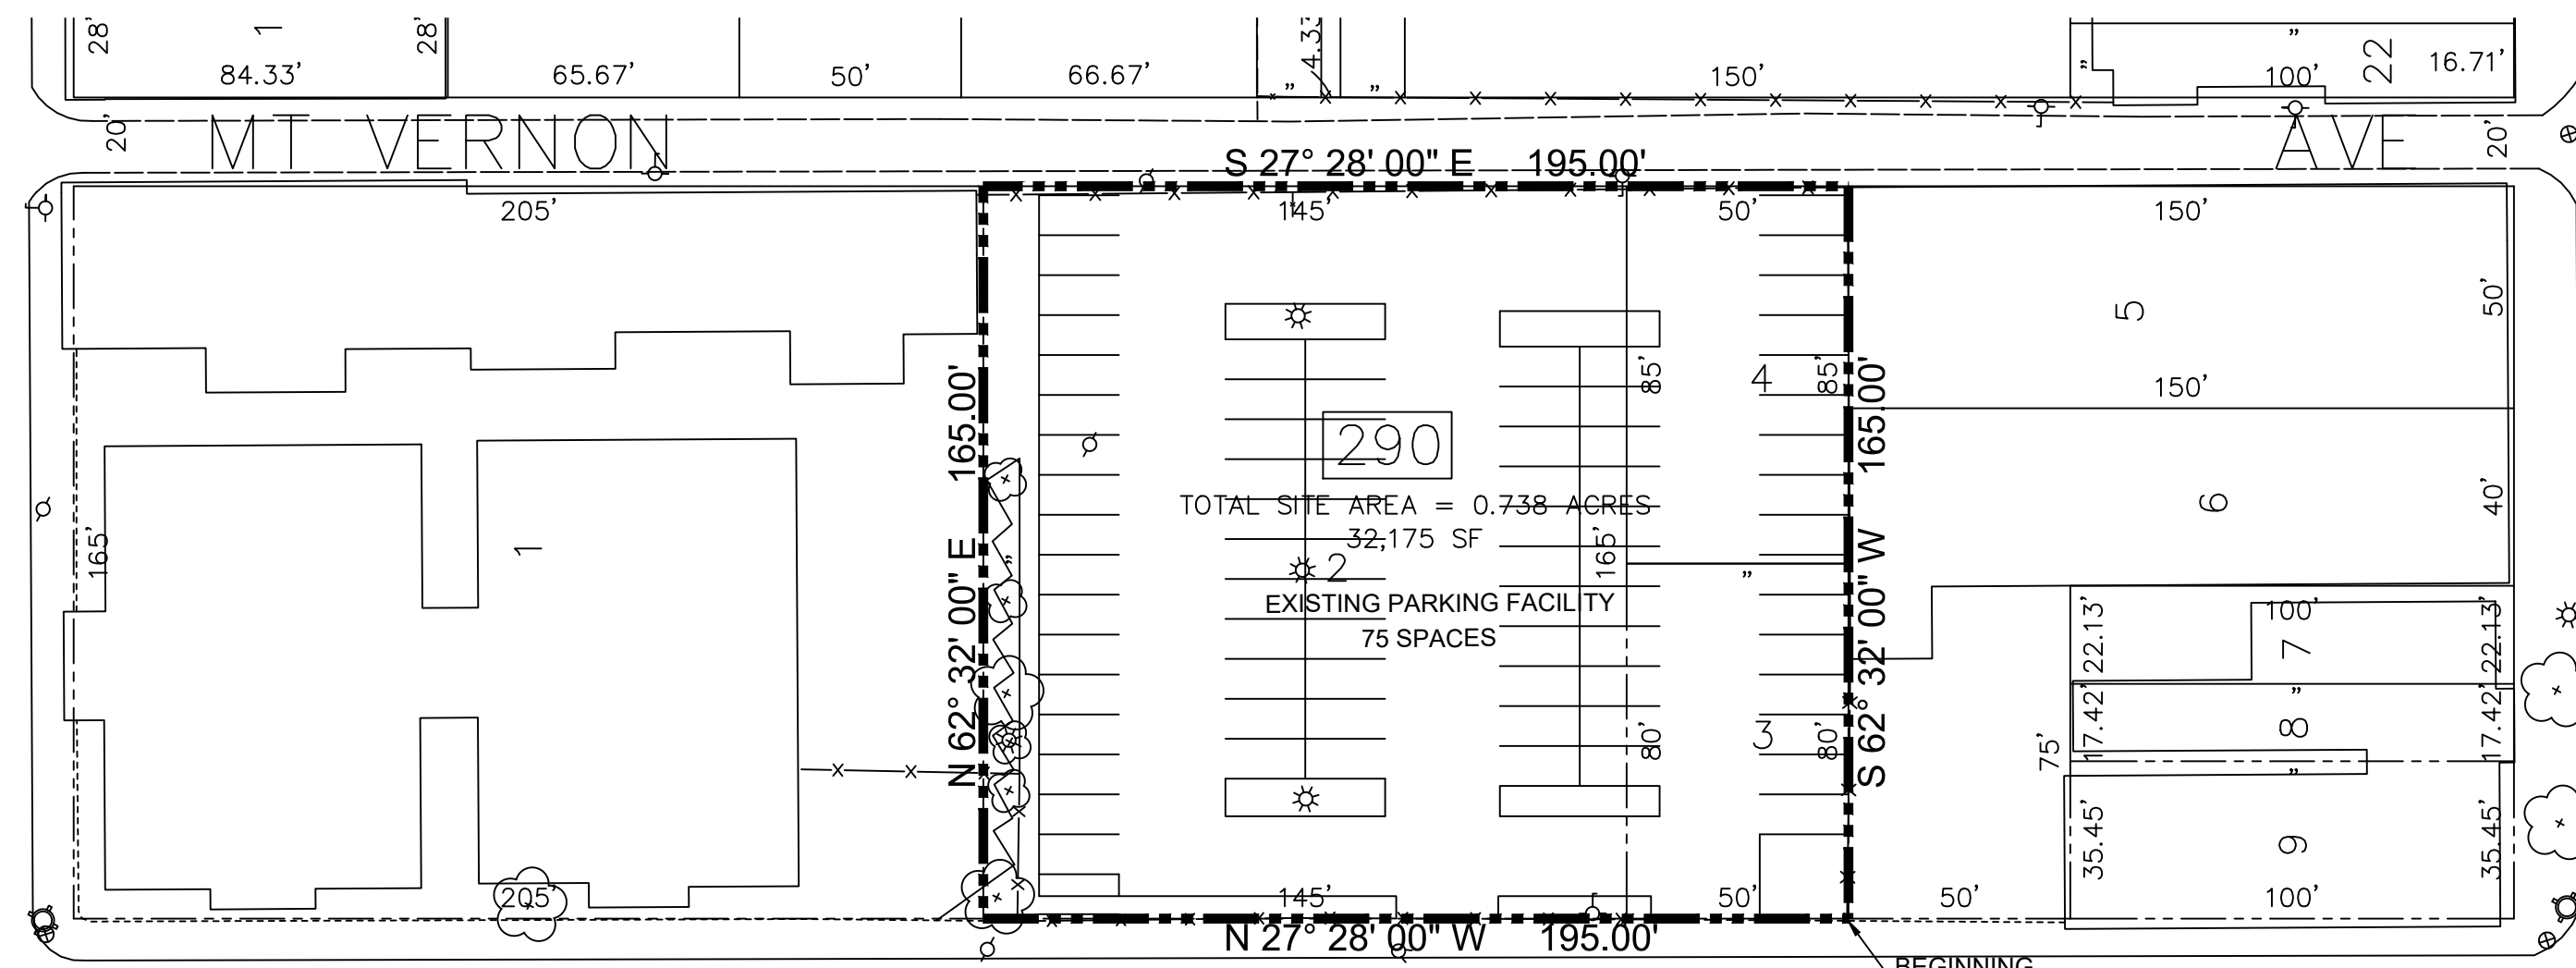 28' 1 28' 4.33' " 22 16.71'
84.33' 65.67' 50' 66.67' " " 150' " 100'
20' MT VERNON AVE 20'
S 27° 28' 00" E 195.00'
205' 145' 50' 150'
5 50'
165.00' 85' 4 85' 165.00' 150'
290
TOTAL SITE AREA = 0.738 ACRES
32,175 SF
6 40'
165' 1 N 62° 32' 00" E " 2 165' " S 62° 32' 00" W
EXISTING PARKING FACILITY
75 SPACES
22.13' 100' 7 22.13'
80' 3 80' 75' 17.42' " 8 17.42'
"
35.45' 9 35.45'
205' 145' 50' 50' 100'
N 27° 28' 00" W 195.00'
BEGINNING